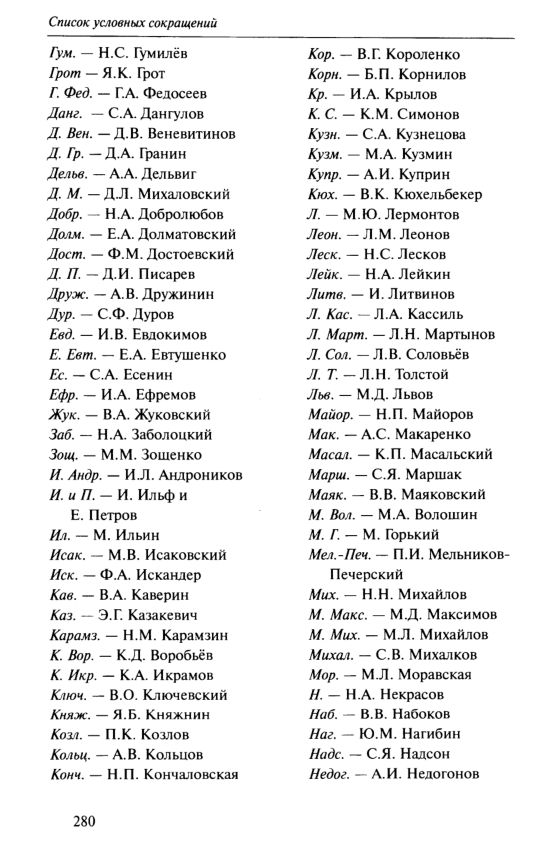 Список условных сокращений
Гум. — Н.С. Гумилёв
Грот — Я.К. Грот
Г. Фед. — Г.А. Федосеев
Данг. — С.А. Дангулов
Д. Вен. — Д.В. Веневитинов
Д. Гр. — Д.А. Гранин
Дельв. — А.А. Дельвиг
Д. М. — Д.Л. Михаловский
Добр. — Н.А. Добролюбов
Долм. — Е.А. Долматовский
Дост. — Ф.М. Достоевский
Д. П. — Д.И. Писарев
Друж. — А.В. Дружинин
Дур. — С.Ф. Дуров
Евд. — И.В. Евдокимов
Е. Евт. — Е.А. Евтушенко
Ес. — С.А. Есенин
Ефр. — И.А. Ефремов
Жук. — В.А. Жуковский
Заб. — Н.А. Заболоцкий
Зощ. — М.М. Зощенко
И. Андр. — И.Л. Андроников
И. и П. — И. Ильф и
Е. Петров
Ил. — М. Ильин
Исак. — М.В. Исаковский
Иск. — Ф.А. Искандер
Кав. — В.А. Каверин
Каз. — Э.Г. Казакевич
Карамз. — Н.М. Карамзин
К. Вор. — К.Д. Воробьёв
К. Икр. — К.А. Икрамов
Ключ. — В.О. Ключевский
Княж. — Я.Б. Княжнин
Козл. — П.К. Козлов
Кольц. — А.В. Кольцов
Конч. — Н.П. Кончаловская
Кор. — В.Г. Короленко
Корн. — Б.П. Корнилов
Кр. — И.А. Крылов
К. С. — К.М. Симонов
Кузн. — С.А. Кузнецова
Кузм. — М.А. Кузмин
Купр. — А.И. Куприн
Кюх. — В.К. Кюхельбекер
Л. — М.Ю. Лермонтов
Леон. — Л.М. Леонов
Леск. — Н.С. Лесков
Лейк. — Н.А. Лейкин
Литв. — И. Литвинов
Л. Кас. — Л.А. Кассиль
Л. Март. — Л.Н. Мартынов
Л. Сол. — Л.В. Соловьёв
Л. Т. — Л.Н. Толстой
Льв. — М.Д. Львов
Майор. — Н.П. Майоров
Мак. — А.С. Макаренко
Масал. — К.П. Масальский
Марш. — С.Я. Маршак
Маяк. — В.В. Маяковский
М. Вол. — М.А. Волошин
М. Г. — М. Горький
Мел.-Печ. — П.И. Мельников-
Печерский
Мих. — Н.Н. Михайлов
М. Макс. — М.Д. Максимов
М. Мих. — М.Л. Михайлов
Михал. — С.В. Михалков
Мор. — М.Л. Моравская
Н. — Н.А. Некрасов
Наб. — В.В. Набоков
Наг. — Ю.М. Нагибин
Надс. — С.Я. Надсон
Недог. — А.И. Недогонов
280